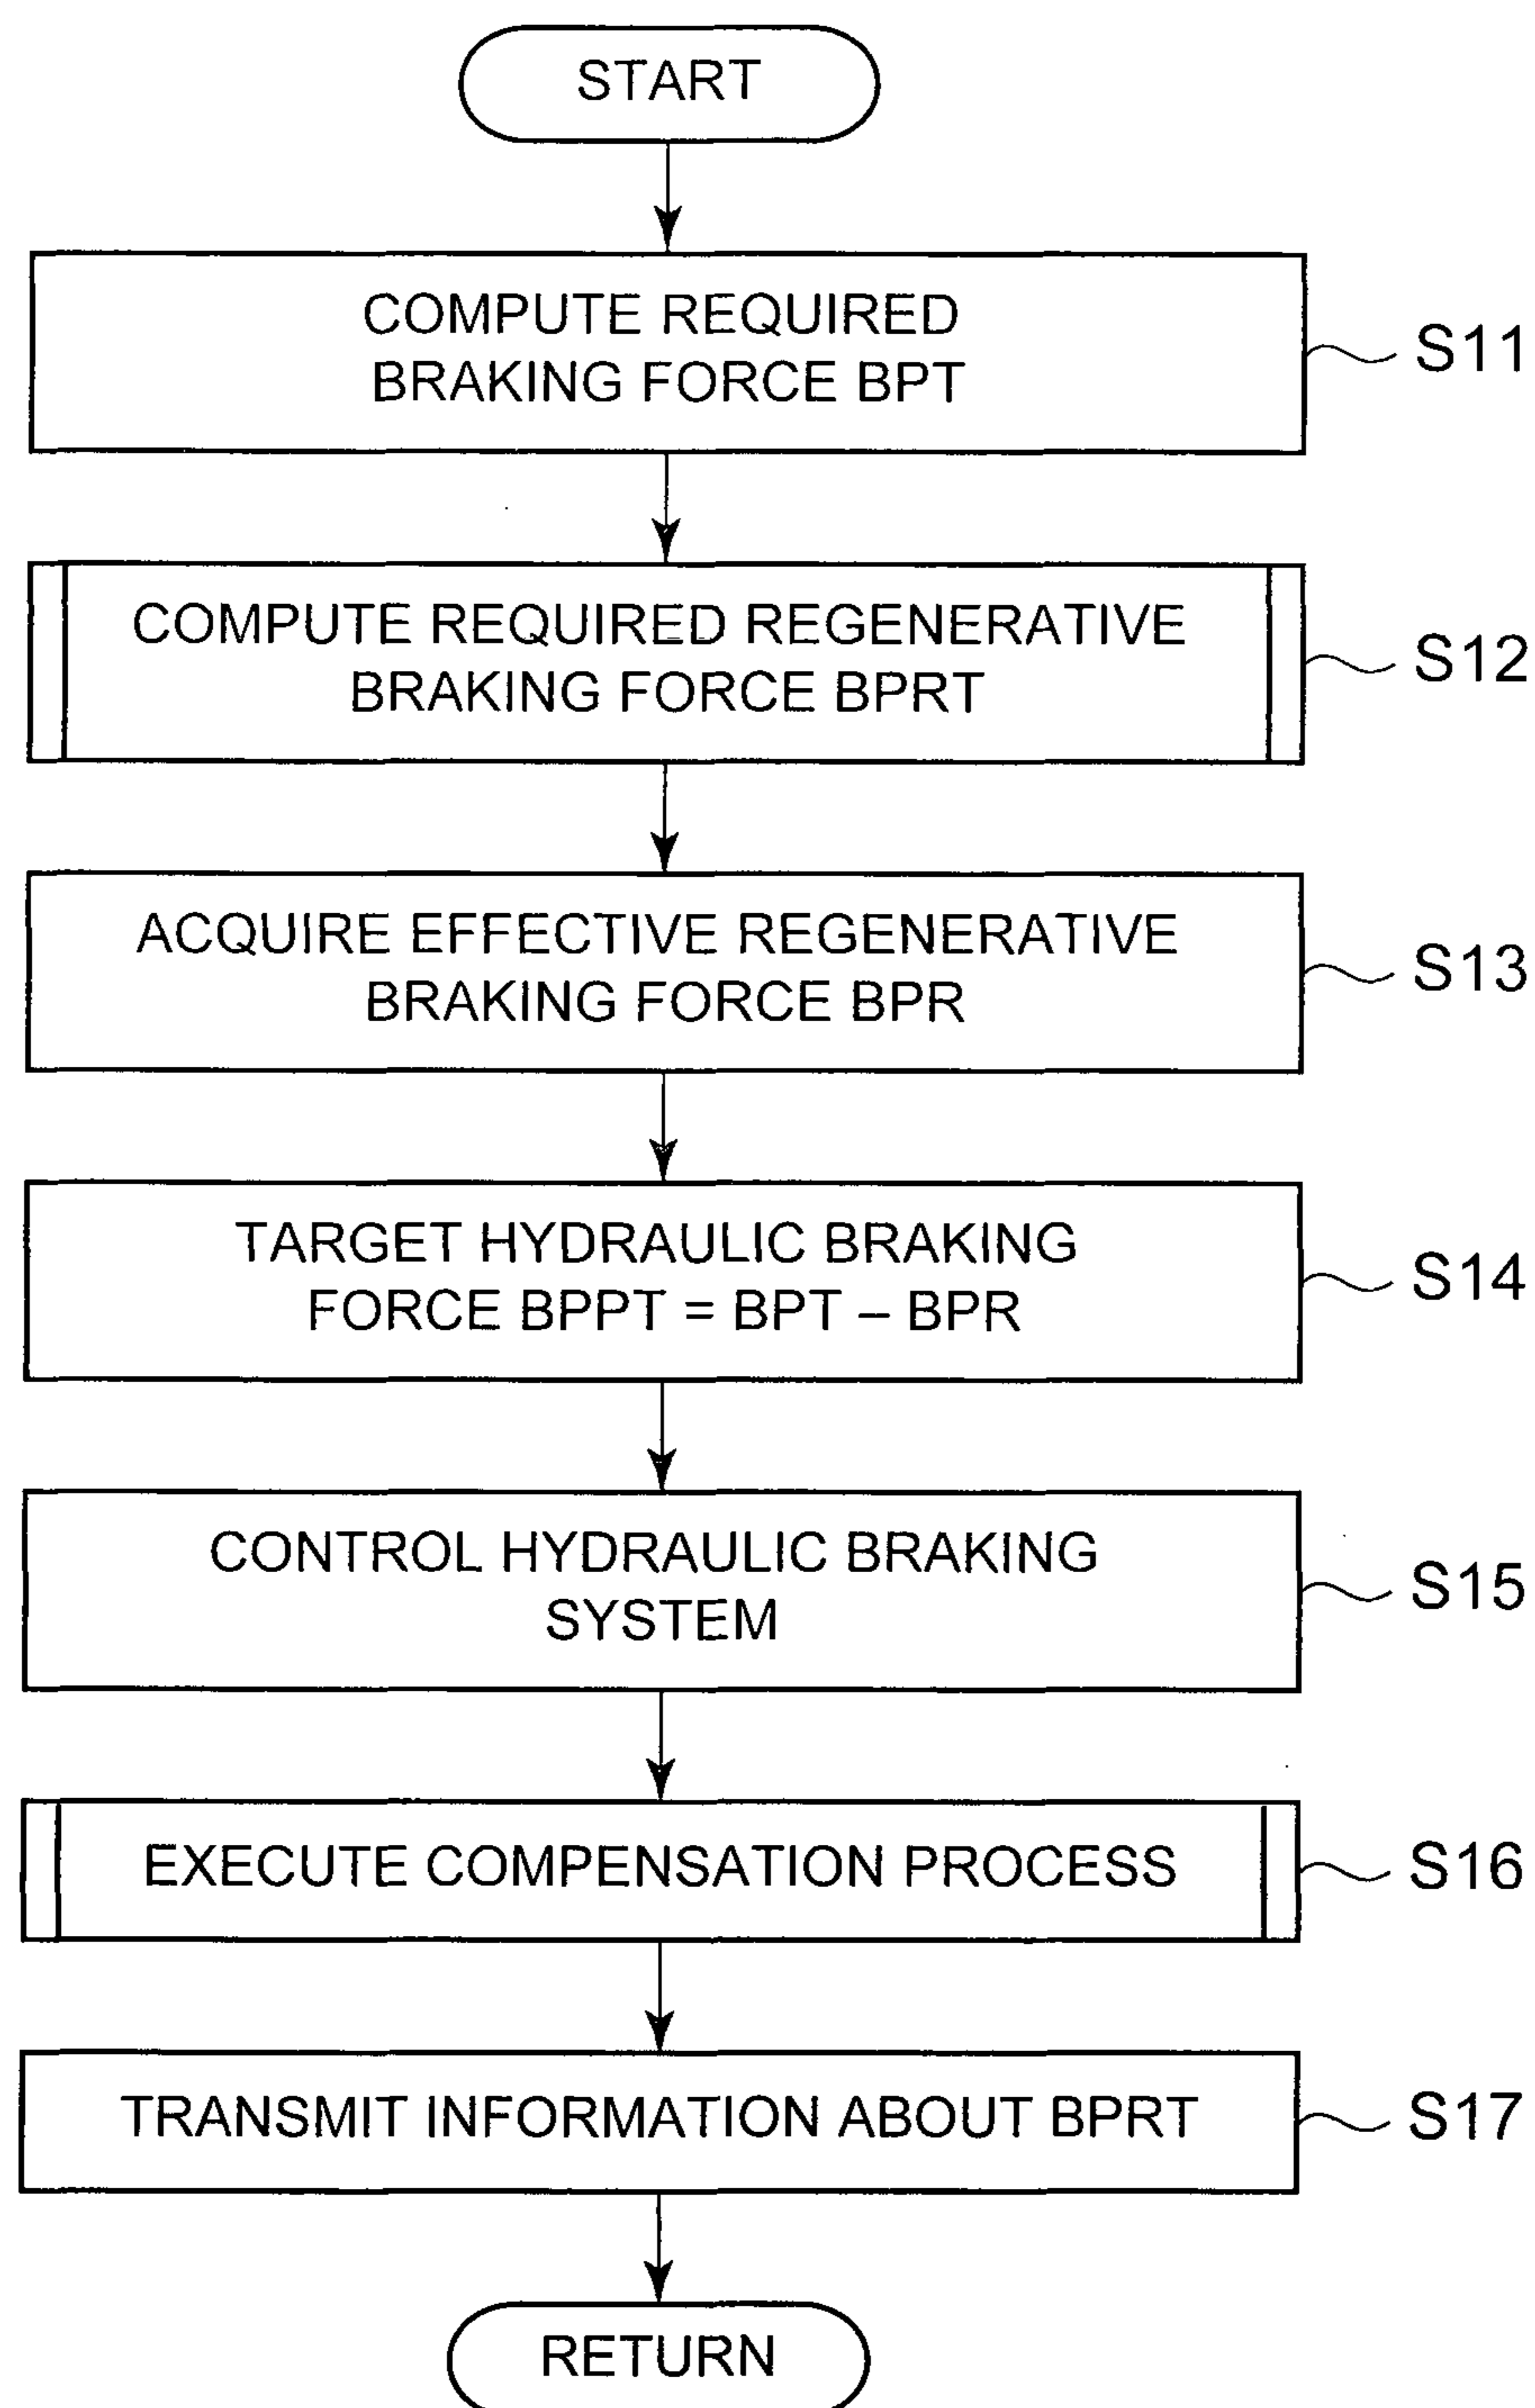 START
COMPUTE REQUIRED
BRAKING FORCE BPT
S11
COMPUTE REQUIRED REGENERATIVE
BRAKING FORCE BPRT
S12
ACQUIRE EFFECTIVE REGENERATIVE
BRAKING FORCE BPR
S13
TARGET HYDRAULIC BRAKING
FORCE BPPT = BPT – BPR
S14
CONTROL HYDRAULIC BRAKING
SYSTEM
S15
EXECUTE COMPENSATION PROCESS
S16
TRANSMIT INFORMATION ABOUT BPRT
S17
RETURN